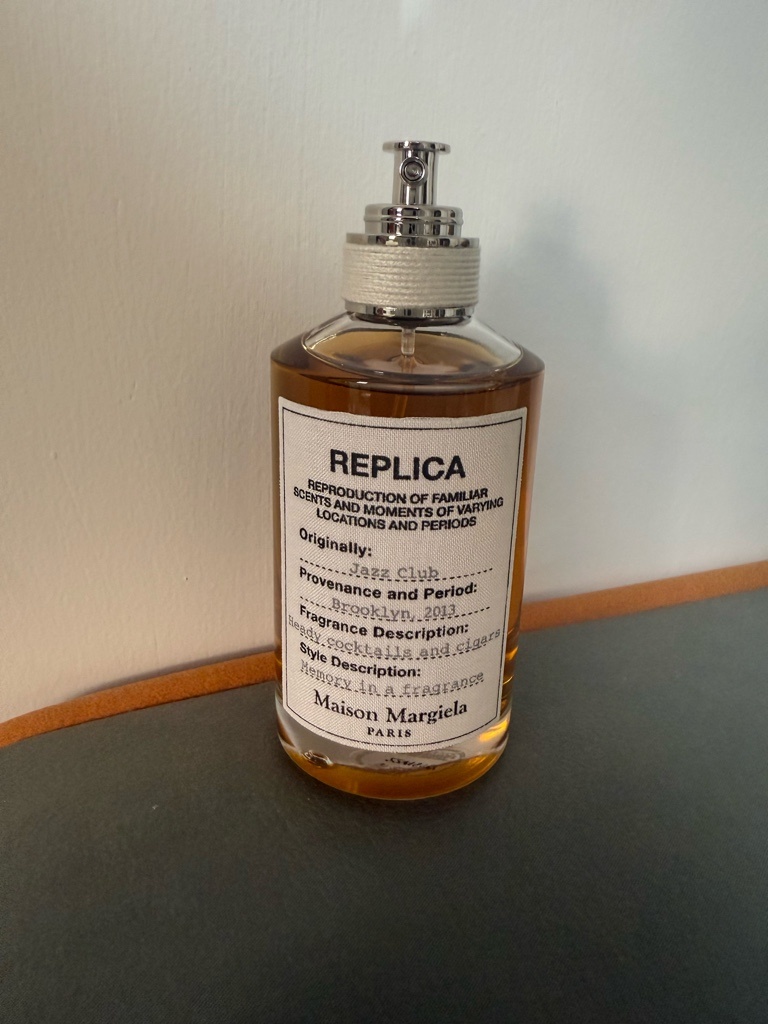 REPLICA
REPRODUCTION OF FAMILIAR
SCENTS AND MOMENTS OF VARYING
LOCATIONS AND PERIODS
Originally:
Jazz Club
Provenance and Period:
Brooklyn, 2013
Fragrance Description:
Heady cocktails and cigars
Style Description:
Memory in a fragrance
Maison Margiela
PARIS